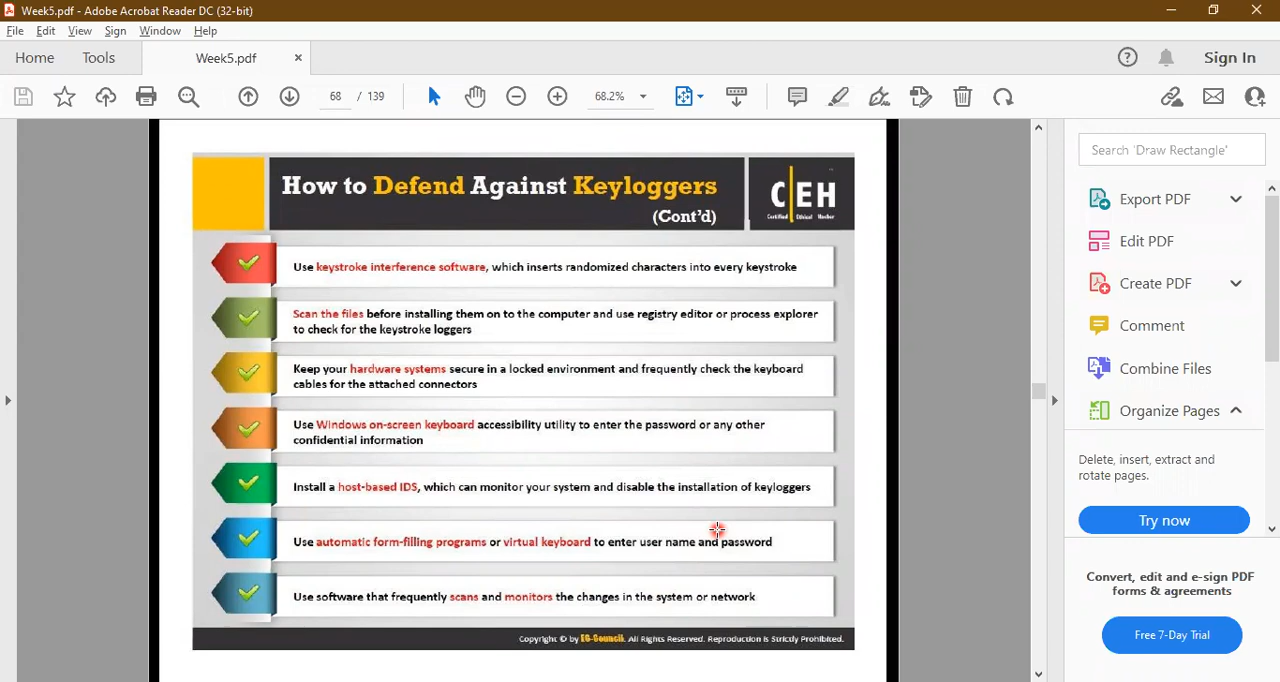 Week5.pdf - Adobe Acrobat Reader DC (32-bit)
File Edit View Sign Window Help
Home Tools Week5.pdf × Sign In
68 / 139 68.2%
Search 'Draw Rectangle'
How to Defend Against Keyloggers
(Cont'd)
C|EH
Certified Ethical Hacker
Use keystroke interference software, which inserts randomized characters into every keystroke
Scan the files before installing them on to the computer and use registry editor or process explorer
to check for the keystroke loggers
Keep your hardware systems secure in a locked environment and frequently check the keyboard
cables for the attached connectors
Use Windows on-screen keyboard accessibility utility to enter the password or any other
confidential information
Install a host-based IDS, which can monitor your system and disable the installation of keyloggers
Use automatic form-filling programs or virtual keyboard to enter user name and password
Use software that frequently scans and monitors the changes in the system or network
Copyright © by EC-Council. All Rights Reserved. Reproduction is Strictly Prohibited.
Export PDF
Edit PDF
Create PDF
Comment
Combine Files
Organize Pages
Delete, insert, extract and
rotate pages.
Try now
Convert, edit and e-sign PDF
forms & agreements
Free 7-Day Trial